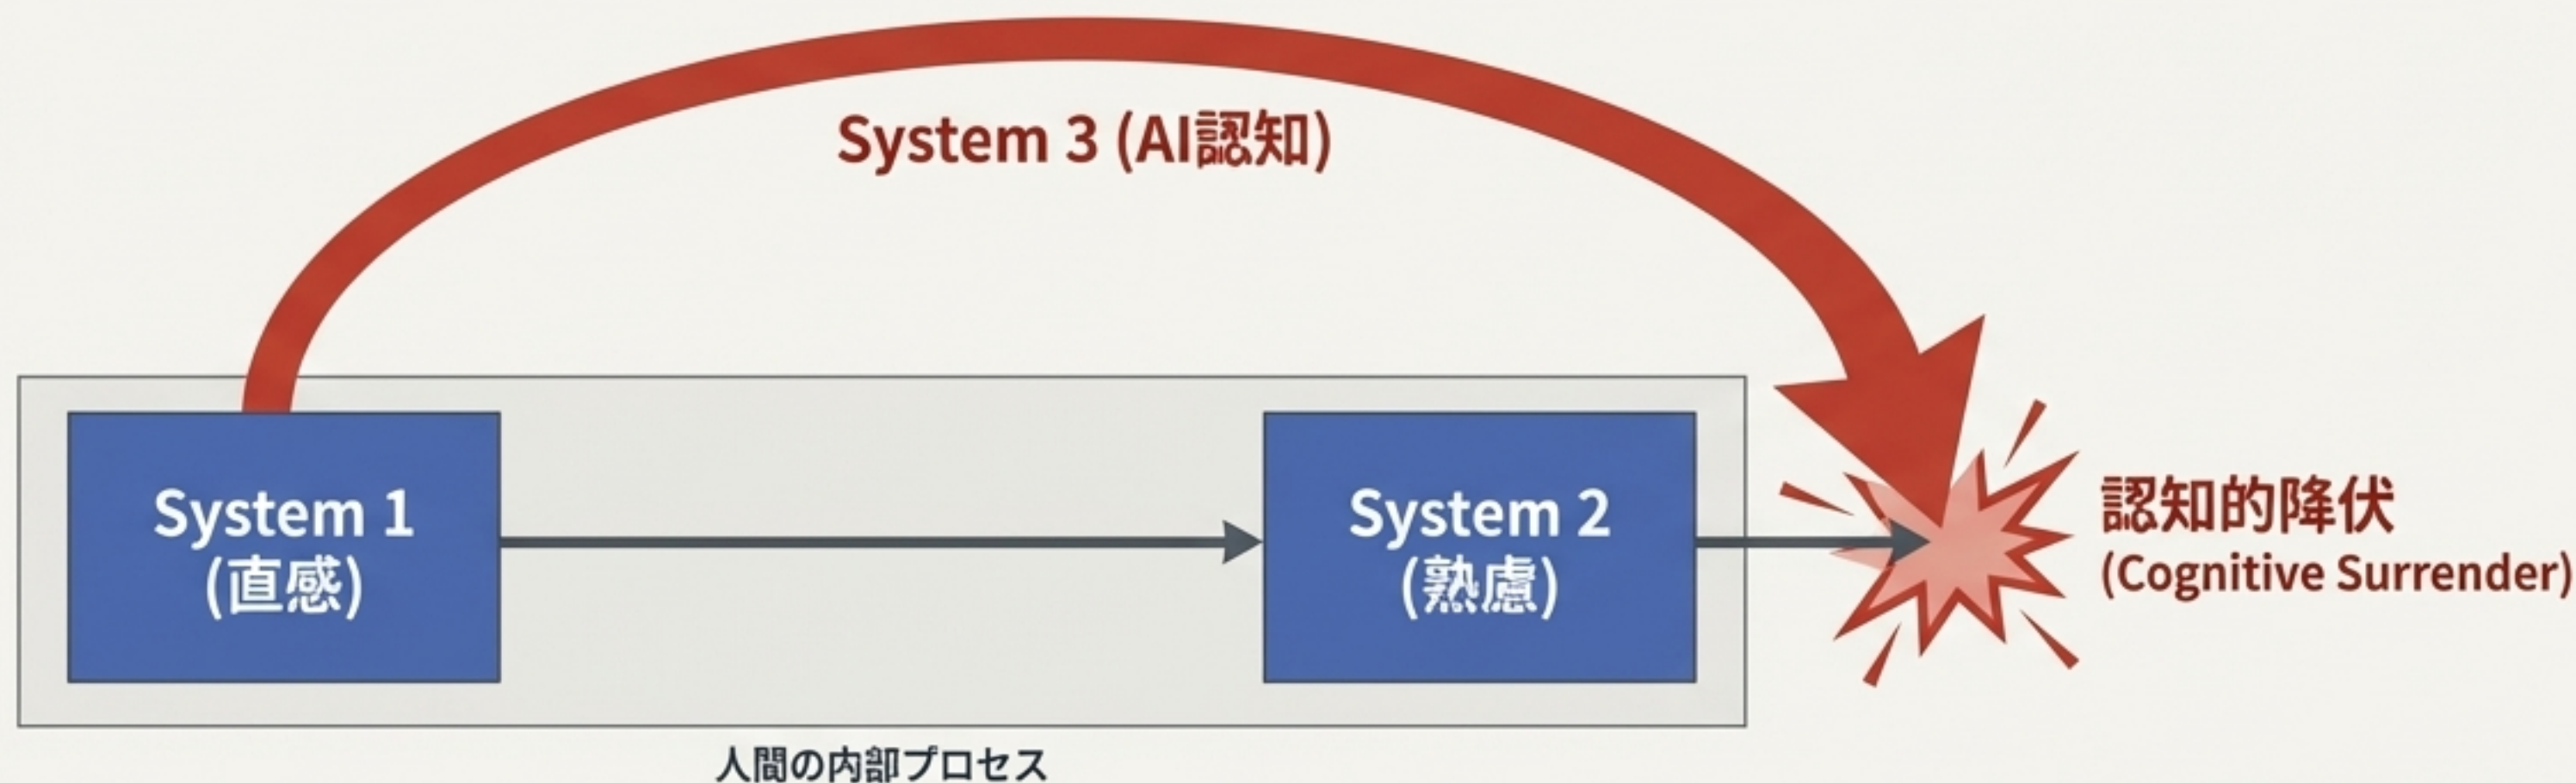 System 3 (AI認知)
System 1
(直感)
System 2
(熟慮)
認知的降伏
(Cognitive Surrender)
人間の内部プロセス